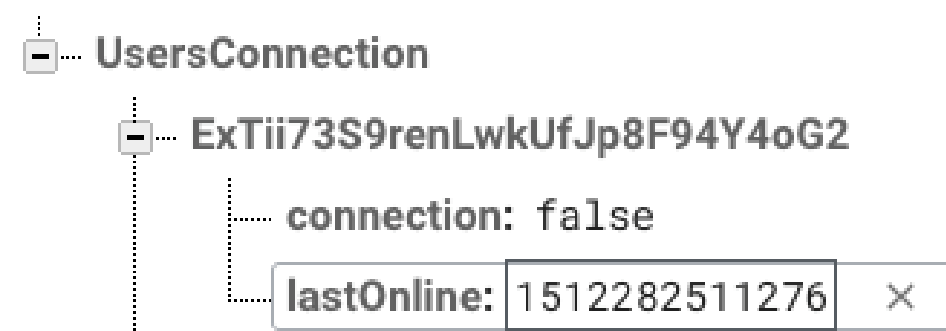 UsersConnection
ExTii73S9renLwkUfJp8F94Y4oG2
connection: false
lastOnline: 1512282511276